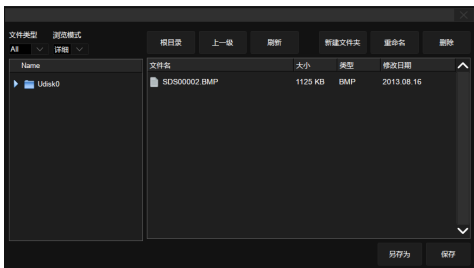 文件类型 浏览模式
All 详细 根目录 上一级 刷新 新建文件夹 重命名 删除
Name 文件名 大小 类型 修改日期
Udisk0 SDS00002.BMP 1125 KB BMP 2013.08.16
另存为 保存